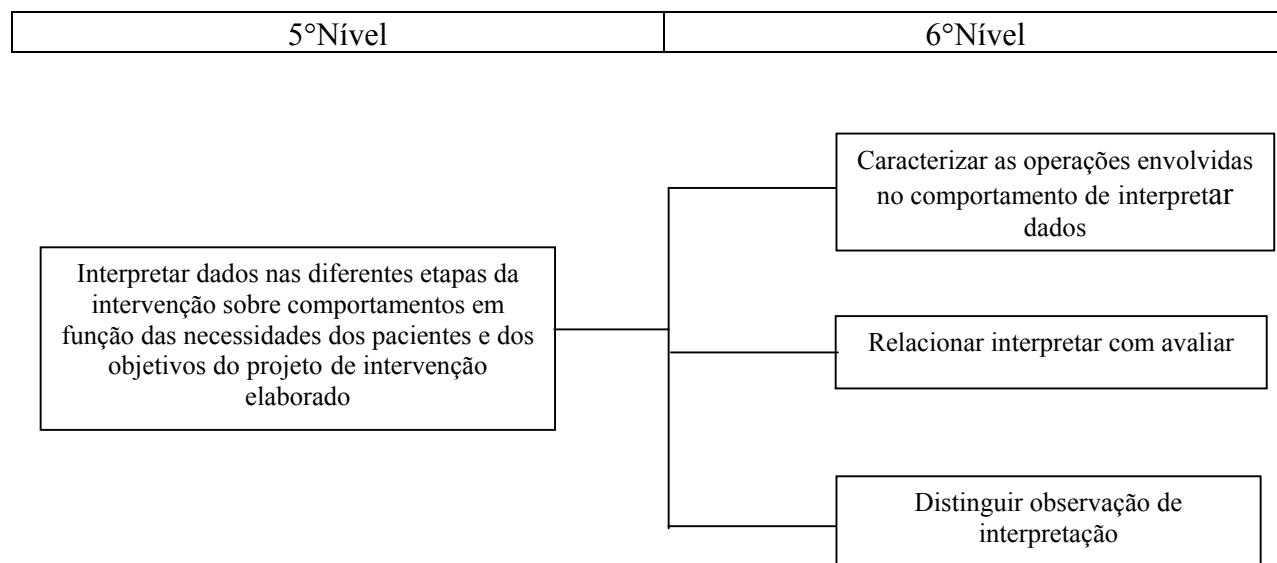 5°Nível
6°Nível
Caracterizar as operações envolvidas
no comportamento de interpretar
dados
Interpretar dados nas diferentes etapas da
intervenção sobre comportamentos em
função das necessidades dos pacientes e dos
objetivos do projeto de intervenção
elaborado
Relacionar interpretar com avaliar
Distinguir observação de
interpretação